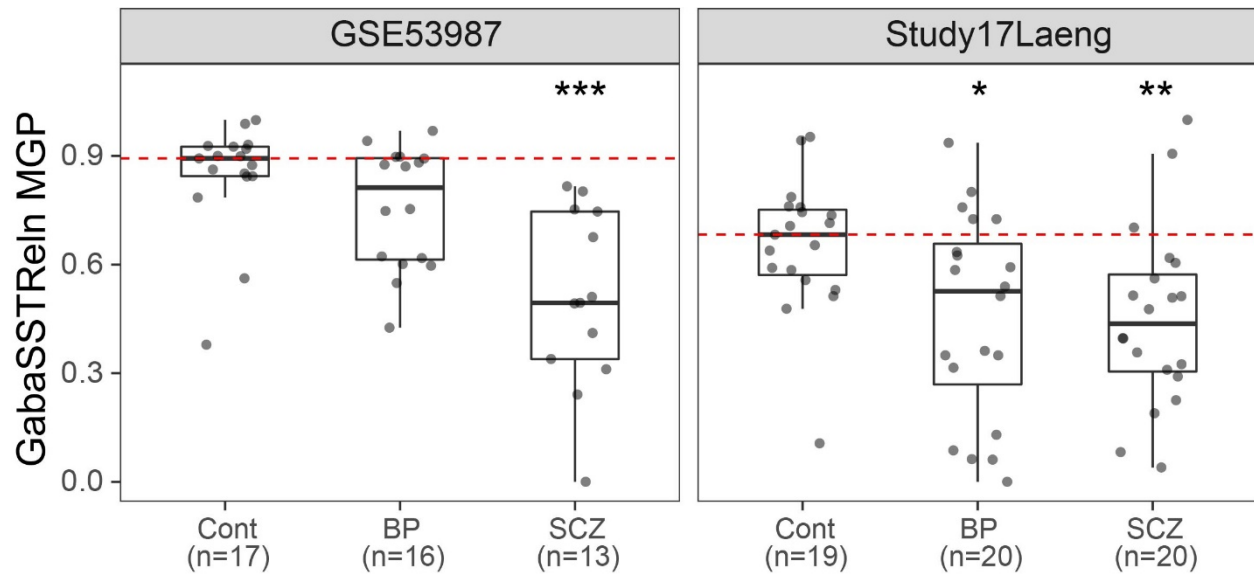 GSE53987
Study17Laeng
***
*
**
GabaSSTReln MGP
0.9
0.6
0.3
0.0
Cont
(n=17)
BP
(n=16)
SCZ
(n=13)
Cont
(n=19)
BP
(n=20)
SCZ
(n=20)